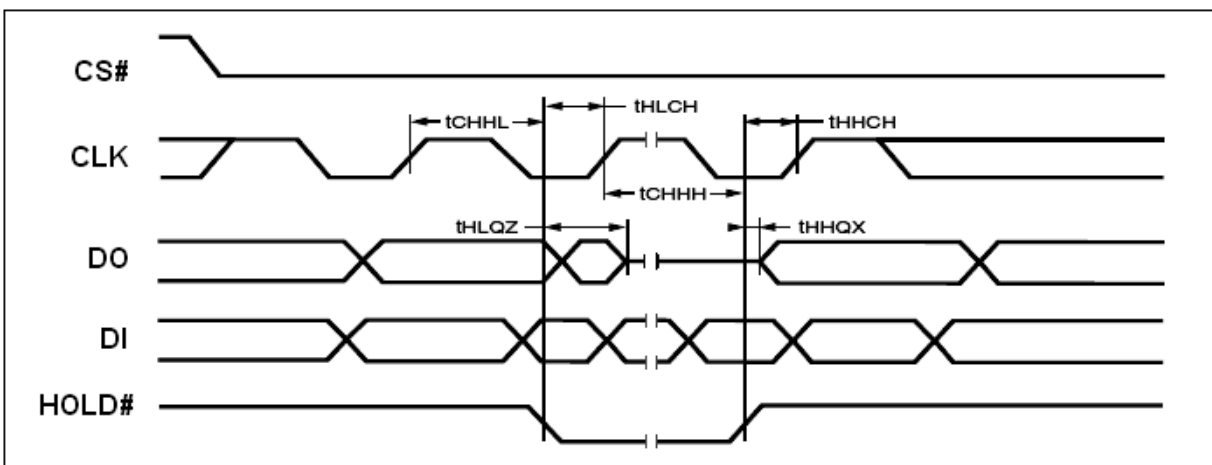 CS#
tHLCH
tCHHL
tHHCH
CLK
tCHHH
tHLQZ
tHHQX
DO
DI
HOLD#